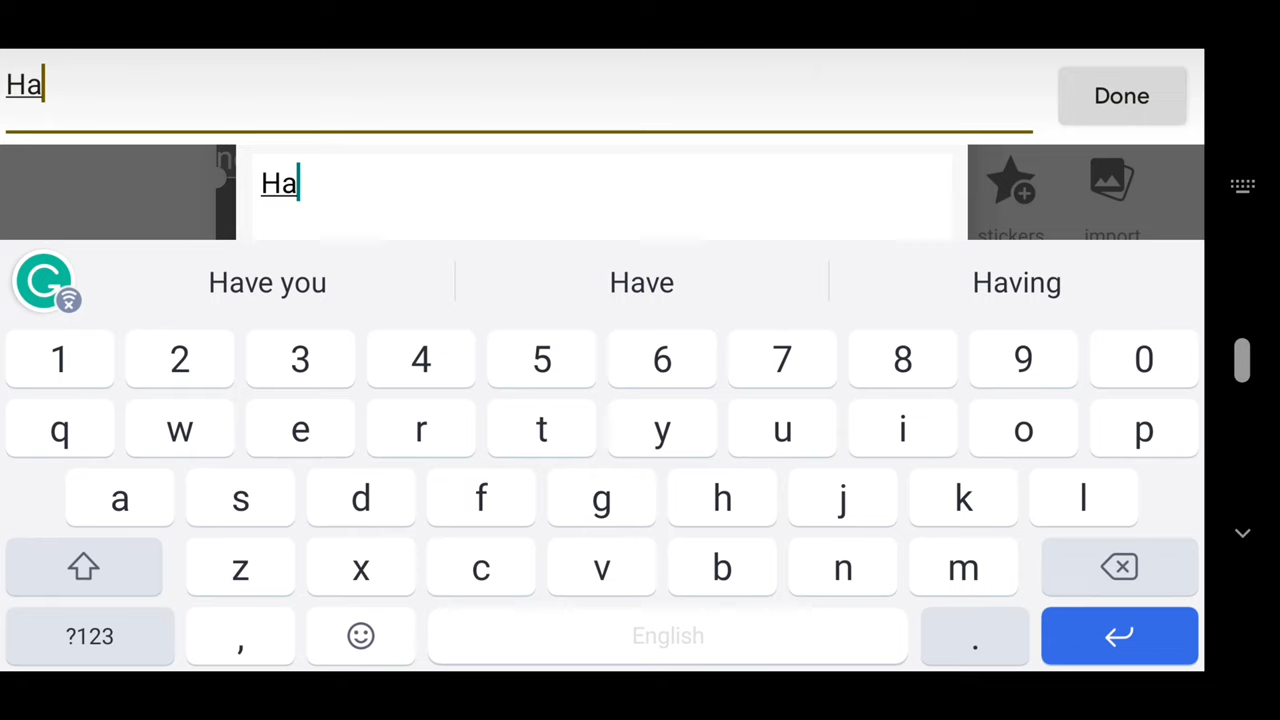 Ha
Done
Ha
stickers import
Have you Have Having
1 2 3 4 5 6 7 8 9 0
q w e r t y u i o p
a s d f g h j k l
z x c v b n m
?123 , English .